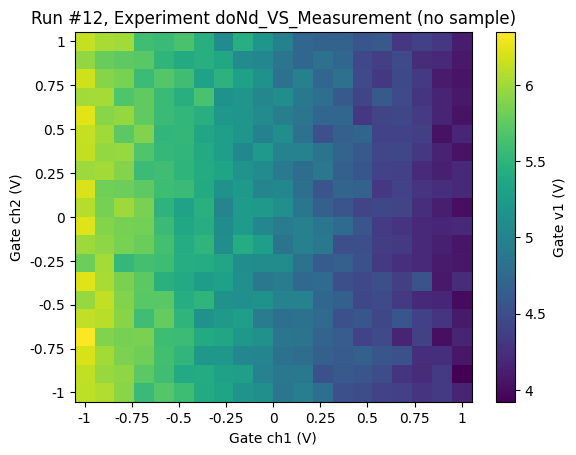 Run #12, Experiment doNd_VS_Measurement (no sample)
1
0.75
0.5
0.25
0
-0.25
-0.5
-0.75
-1
Gate ch2 (V)
-1 -0.75 -0.5 -0.25 0 0.25 0.5 0.75 1
Gate ch1 (V)
6
5.5
5
4.5
4
Gate v1 (V)